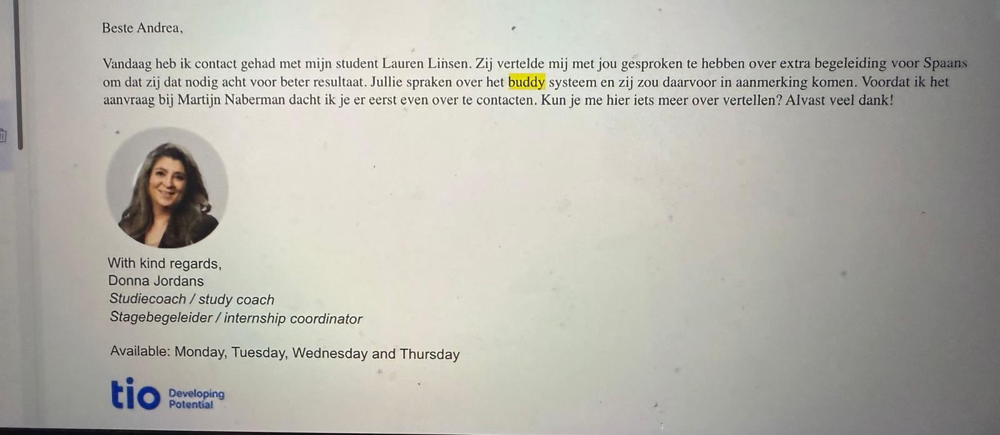 Beste Andrea,
Vandaag heb ik contact gehad met mijn student Lauren Linsen. Zij vertelde mij met jou gesproken te hebben over extra begeleiding voor Spaans
om dat zij dat nodig acht voor beter resultaat. Jullie spraken over het buddy systeem en zij zou daarvoor in aanmerking komen. Voordat ik het
aanvraag bij Martijn Naberman dacht ik je er eerst even over te contacten. Kun je me hier iets meer over vertellen? Alvast veel dank!
With kind regards,
Donna Jordans
Studiecoach / study coach
Stagebegeleider / internship coordinator
Available: Monday, Tuesday, Wednesday and Thursday
tio Developing
Potential